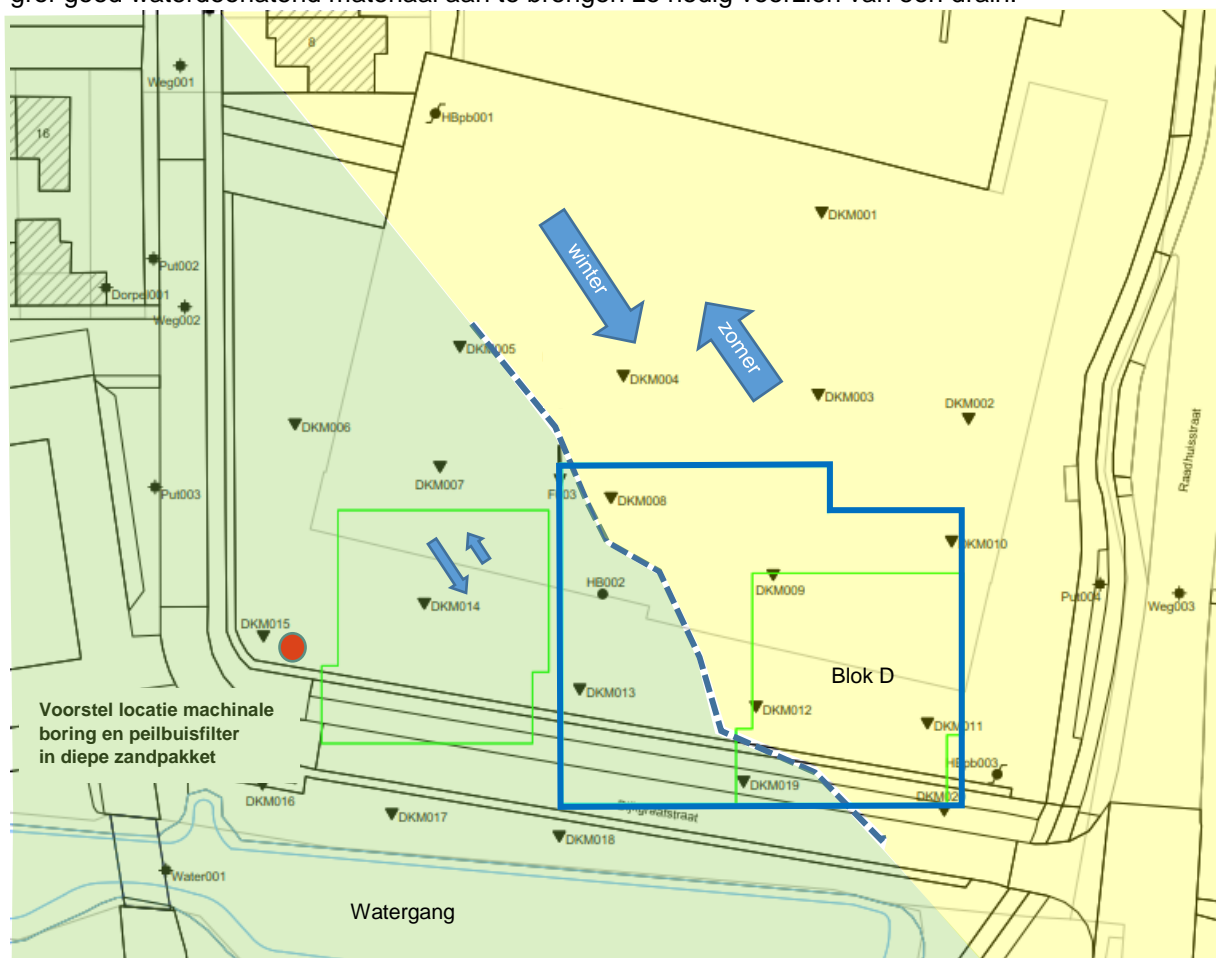 grof goed waterdoorlatend materiaal aan te brengen zo nodig voorzien van een drain.
8
Weg001
HBpb001
16
DKM001
winter
Put002
Dorpel001
Weg002
zomer
DKM005
DKM004
DKM003
DKM002
DKM006
Raadhuisstraat
DKM007
Put003
DKM008
DKM010
DKM009
HB002
Put004
Weg003
DKM014
DKM015
Blok D
DKM013
DKM012
DKM011
Voorstel locatie machinale
boring en peilbuisfilter
in diepe zandpakket
HBpb003
DKM019
DKM016
DKM017
Dijkgraafstraat
DKM018
Water001
Watergang